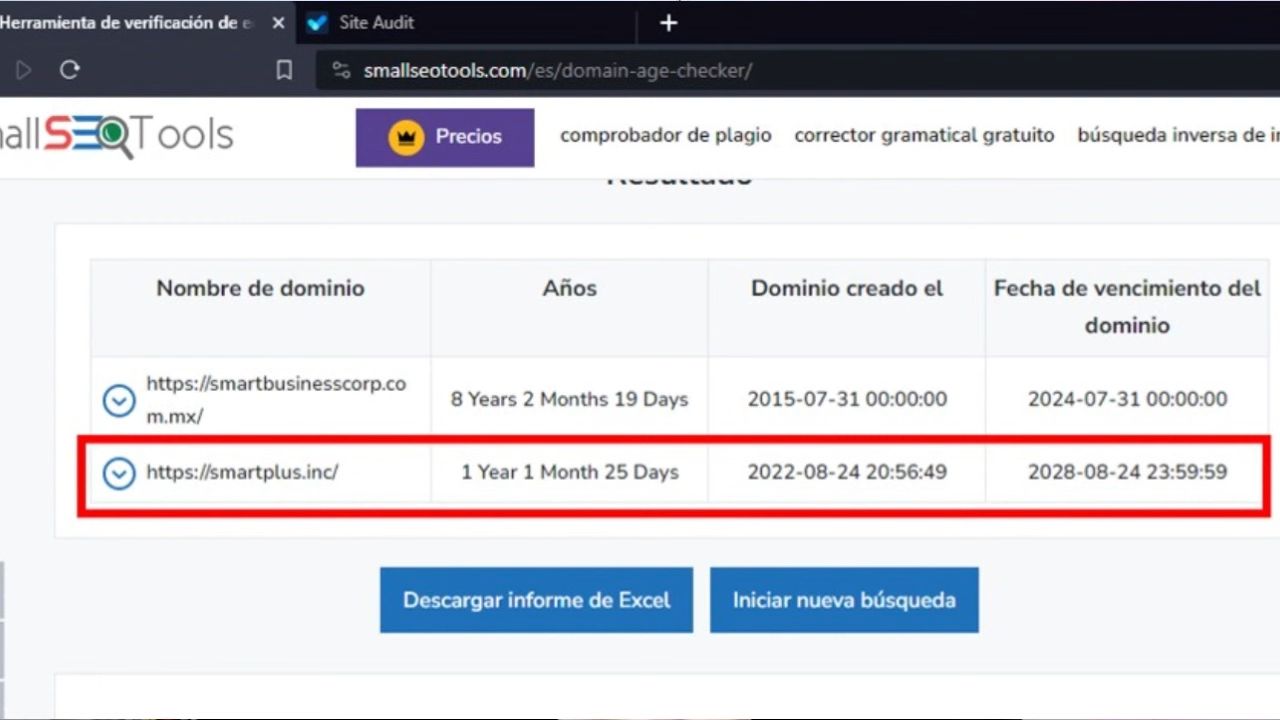 Herramienta de verificación de e
Site Audit
smallseotools.com/es/domain-age-checker/
allSEOTools
Precios
comprobador de plagio
corrector gramatical gratuito
búsqueda inversa de i
Resultado
Nombre de dominio
Años
Dominio creado el
Fecha de vencimiento del
dominio
https://smartbusinesscorp.co
m.mx/
8 Years 2 Months 19 Days
2015-07-31 00:00:00
2024-07-31 00:00:00
https://smartplus.inc/
1 Year 1 Month 25 Days
2022-08-24 20:56:49
2028-08-24 23:59:59
Descargar informe de Excel
Iniciar nueva búsqueda